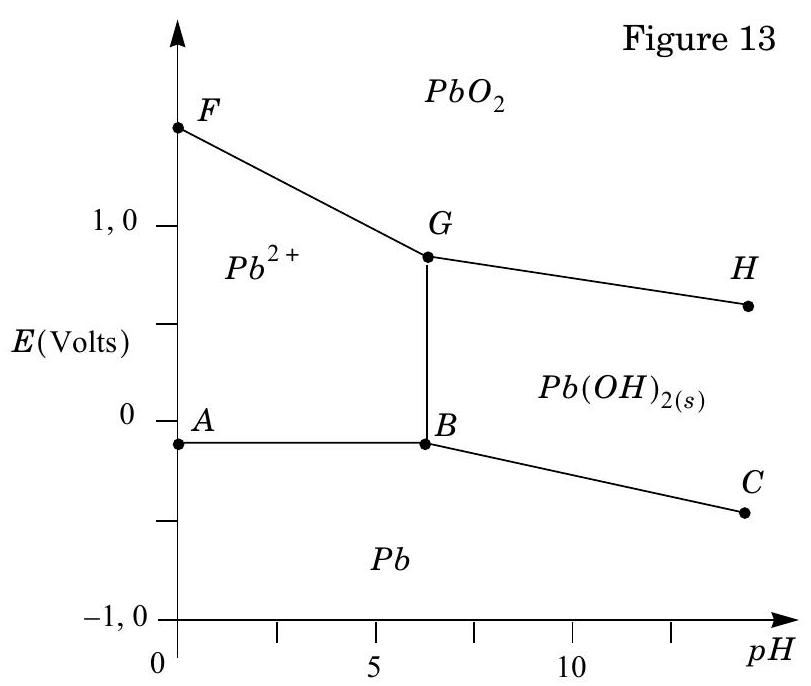 Figure 13
PbO₂
F
1, 0
G
Pb²⁺
H
E(Volts)
Pb(OH)₂₍ₛ₎
0
A
B
C
Pb
–1, 0
0
5
10
pH